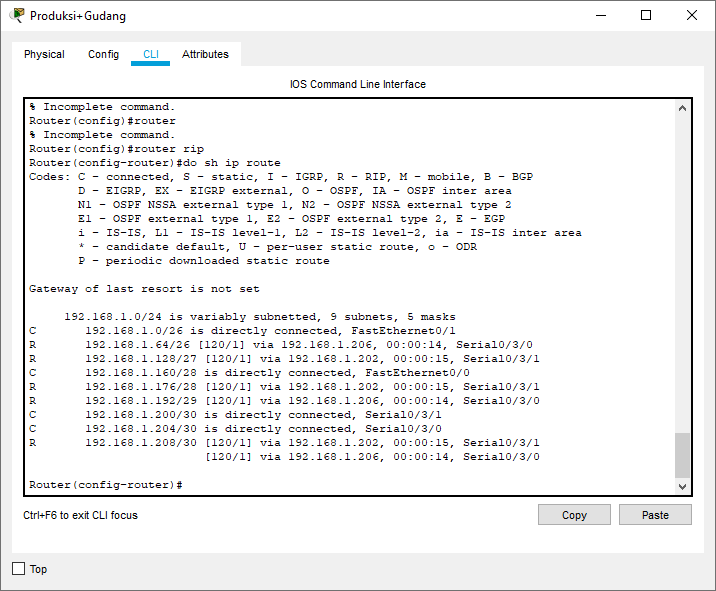 Produksi+Gudang
Physical Config CLI Attributes
IOS Command Line Interface
% Incomplete command.
Router(config)#router
% Incomplete command.
Router(config)#router rip
Router(config-router)#do sh ip route
Codes: C - connected, S - static, I - IGRP, R - RIP, M - mobile, B - BGP
       D - EIGRP, EX - EIGRP external, O - OSPF, IA - OSPF inter area
       N1 - OSPF NSSA external type 1, N2 - OSPF NSSA external type 2
       E1 - OSPF external type 1, E2 - OSPF external type 2, E - EGP
       i - IS-IS, L1 - IS-IS level-1, L2 - IS-IS level-2, ia - IS-IS inter area
       * - candidate default, U - per-user static route, o - ODR
       P - periodic downloaded static route
Gateway of last resort is not set
     192.168.1.0/24 is variably subnetted, 9 subnets, 5 masks
C       192.168.1.0/26 is directly connected, FastEthernet0/1
R       192.168.1.64/26 [120/1] via 192.168.1.206, 00:00:14, Serial0/3/0
R       192.168.1.128/27 [120/1] via 192.168.1.202, 00:00:15, Serial0/3/1
C       192.168.1.160/28 is directly connected, FastEthernet0/0
R       192.168.1.176/28 [120/1] via 192.168.1.202, 00:00:15, Serial0/3/1
R       192.168.1.192/29 [120/1] via 192.168.1.206, 00:00:14, Serial0/3/0
C       192.168.1.200/30 is directly connected, Serial0/3/1
C       192.168.1.204/30 is directly connected, Serial0/3/0
R       192.168.1.208/30 [120/1] via 192.168.1.202, 00:00:15, Serial0/3/1
                         [120/1] via 192.168.1.206, 00:00:14, Serial0/3/0
Router(config-router)#
Ctrl+F6 to exit CLI focus
Copy Paste
Top